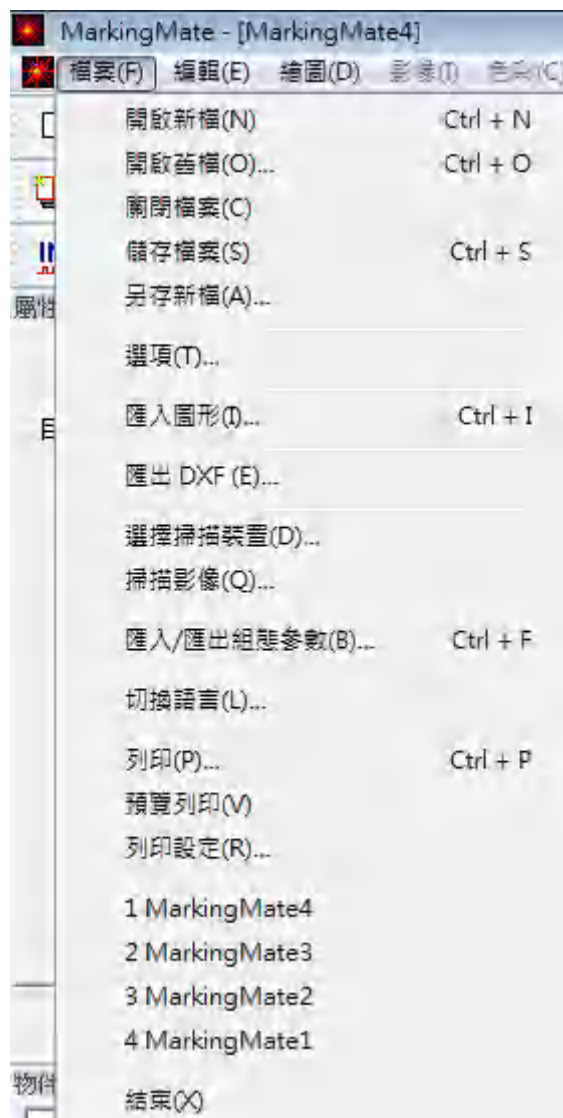 MarkingMate - [MarkingMate4]
檔案(F) 編輯(E) 繪圖(D) 影像(I) 色彩(C
開啟新檔(N) Ctrl + N
開啟舊檔(O)... Ctrl + O
關閉檔案(C)
儲存檔案(S) Ctrl + S
另存新檔(A)...
屬性
選項(T)...
匯入圖形(I)... Ctrl + I
匯出 DXF (E)...
選擇掃描裝置(D)...
掃描影像(Q)...
匯入/匯出組態參數(B)... Ctrl + F
切換語言(L)...
列印(P)... Ctrl + P
預覽列印(V)
列印設定(R)...
1 MarkingMate4
2 MarkingMate3
3 MarkingMate2
4 MarkingMate1
物件
結束(X)